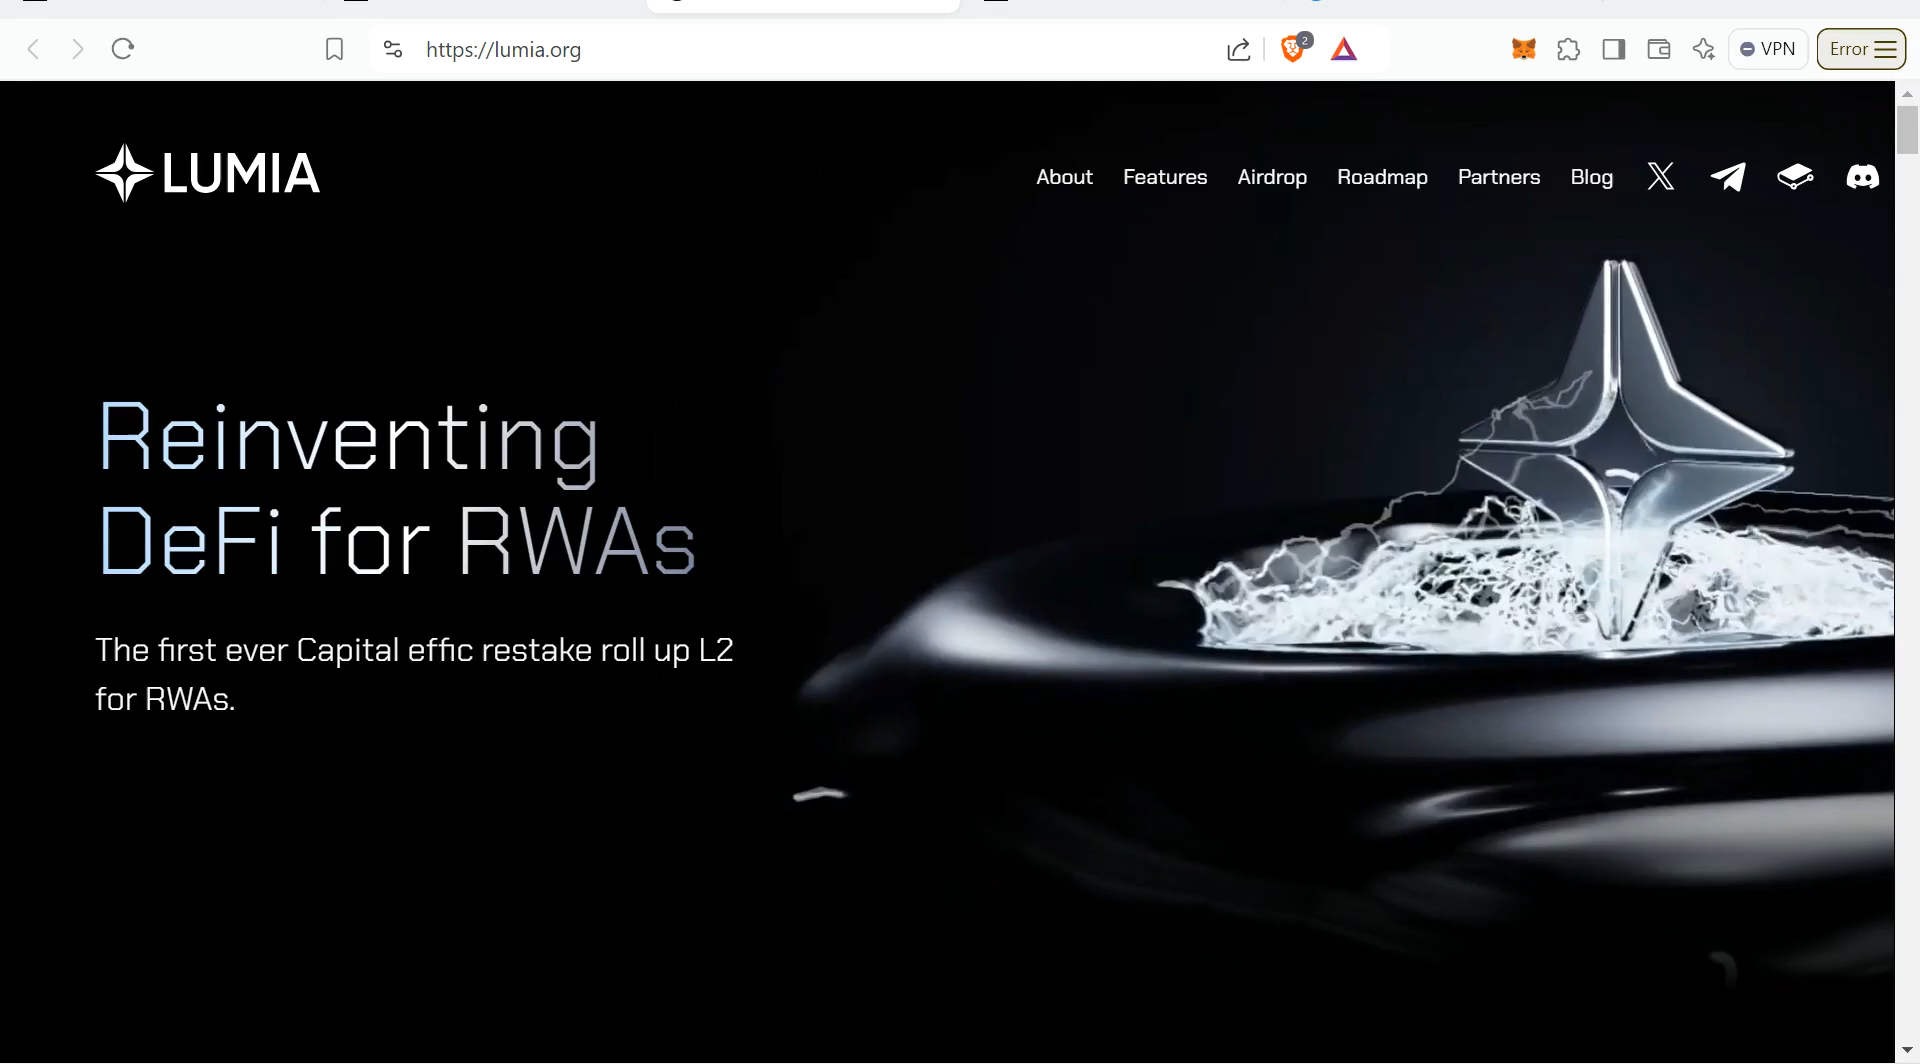 https://lumia.org
2
VPN
Error
LUMIA
About Features Airdrop Roadmap Partners Blog
Reinventing
DeFi for RWAs
The first ever Capital effic restake roll up L2
for RWAs.